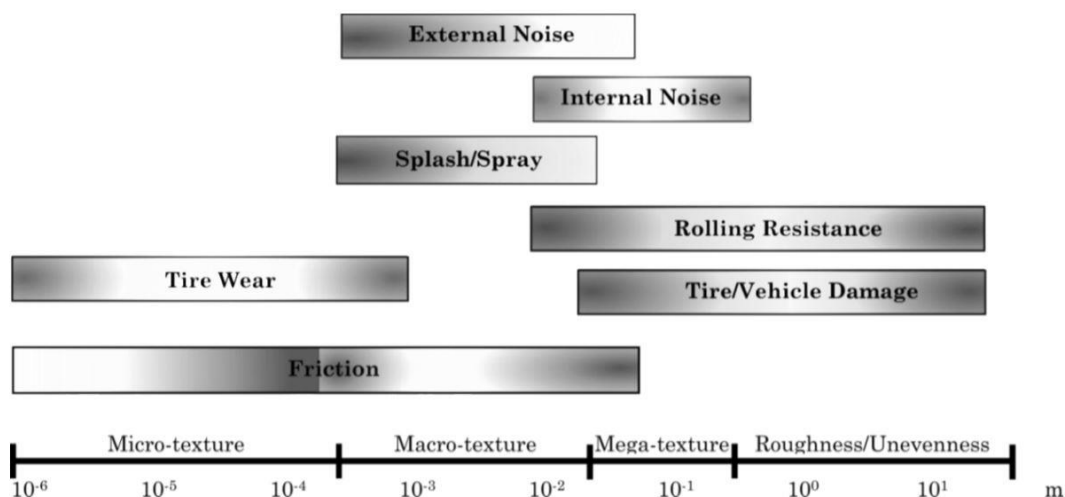 External Noise
Internal Noise
Splash/Spray
Rolling Resistance
Tire Wear
Tire/Vehicle Damage
Friction
Micro-texture Macro-texture Mega-texture Roughness/Unevenness
10⁻⁶ 10⁻⁵ 10⁻⁴ 10⁻³ 10⁻² 10⁻¹ 10⁰ 10¹ m